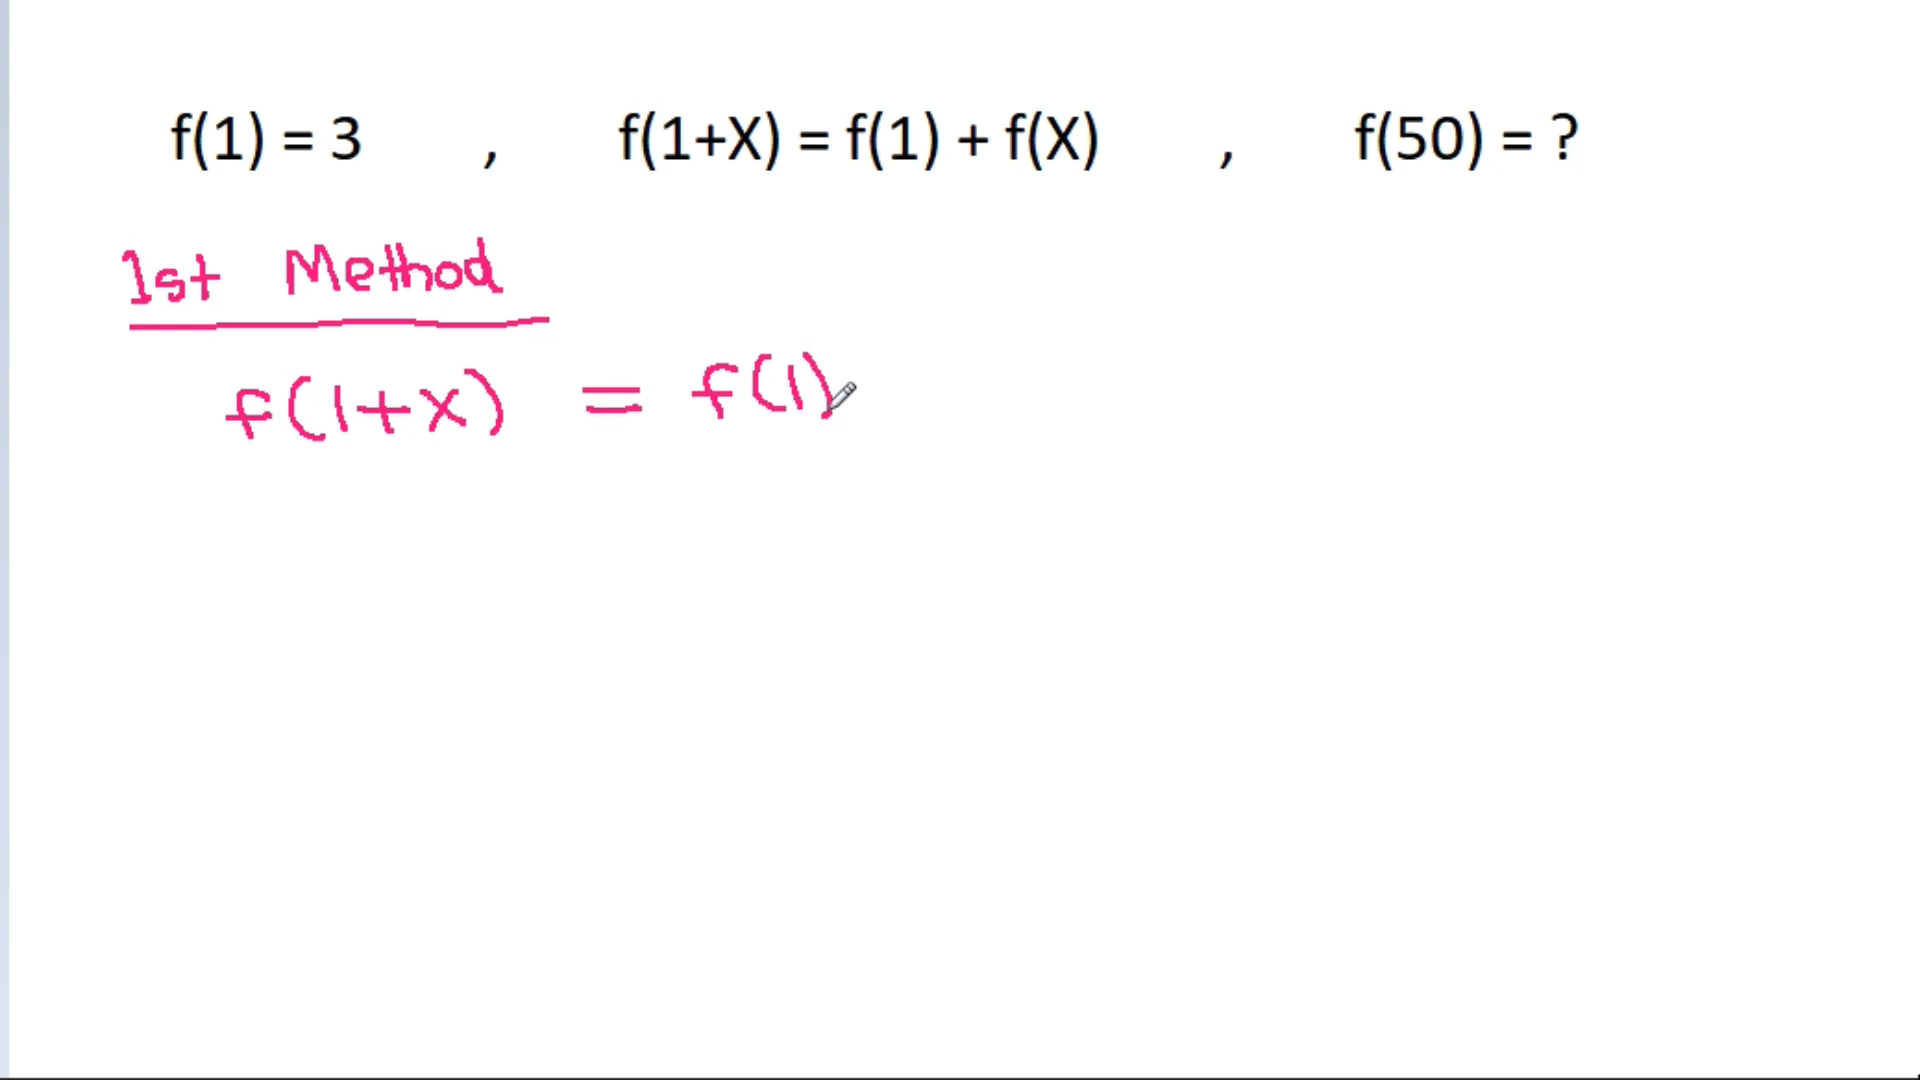 f(1) = 3 , f(1+X) = f(1) + f(X) , f(50) = ?
1st Method
f(1+x) = f(1)